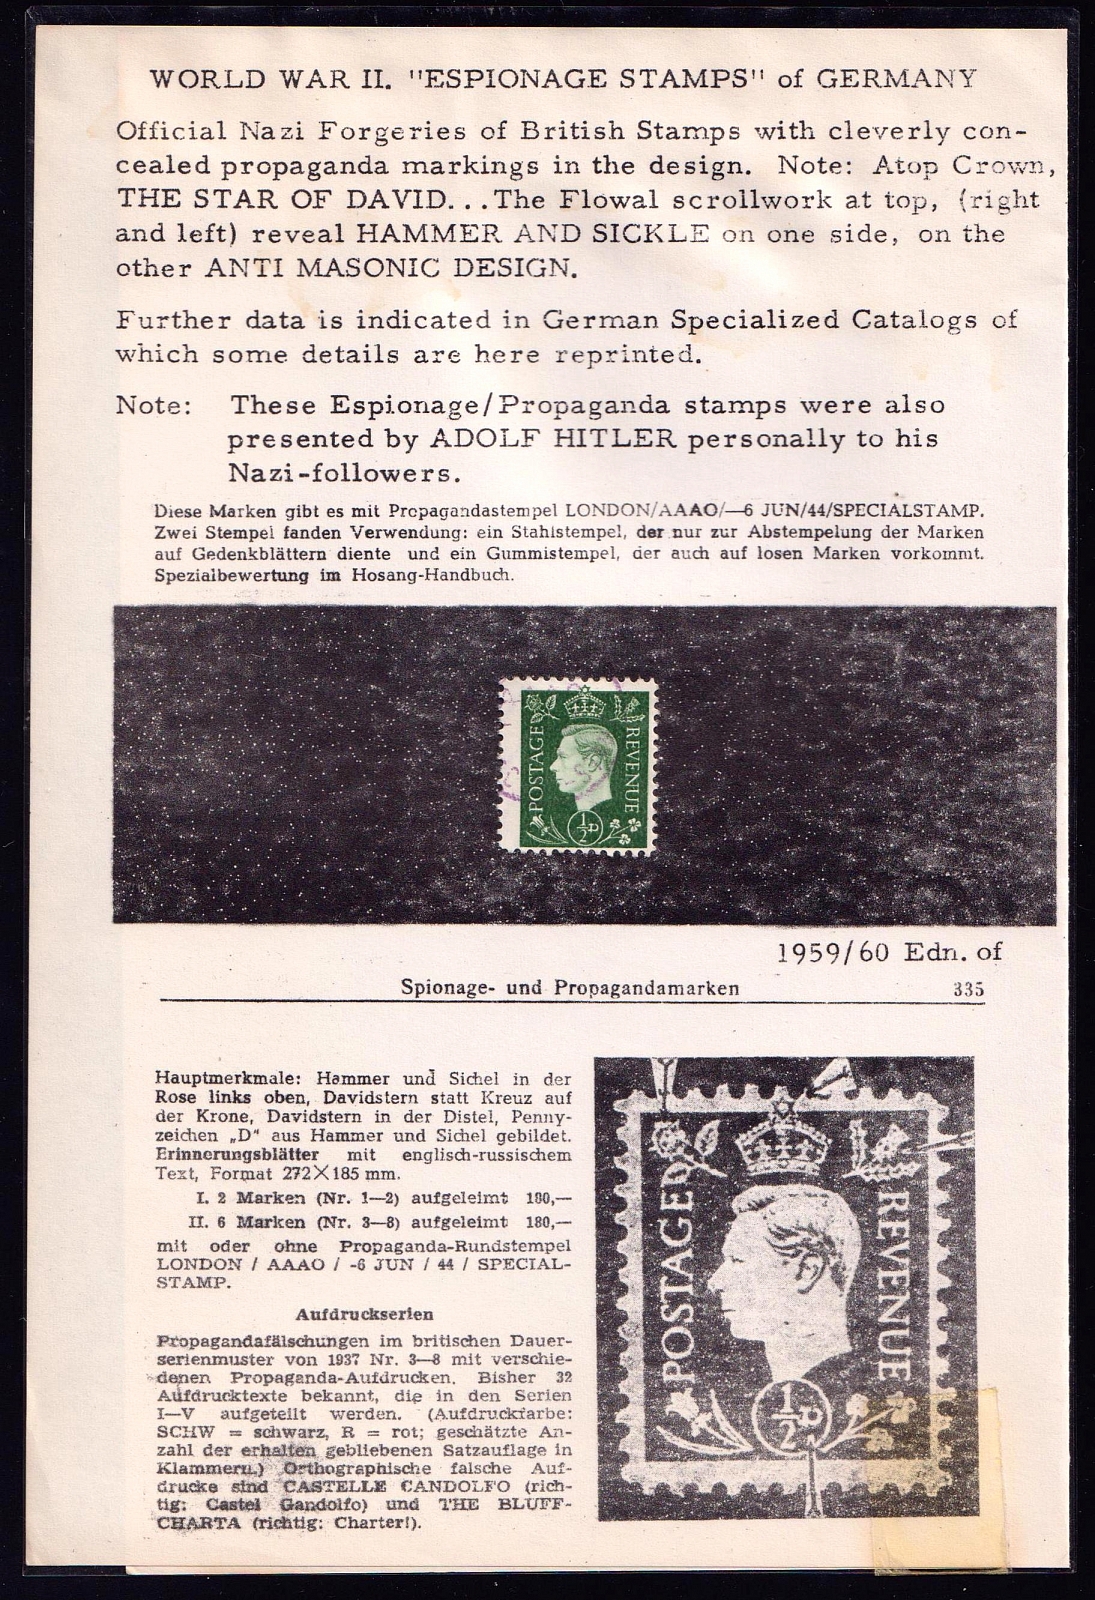 WORLD WAR II. "ESPIONAGE STAMPS" of GERMANY
Official Nazi Forgeries of British Stamps with cleverly con-
cealed propaganda markings in the design. Note: Atop Crown,
THE STAR OF DAVID...The Flowal scrollwork at top, (right
and left) reveal HAMMER AND SICKLE on one side, on the
other ANTI MASONIC DESIGN.
Further data is indicated in German Specialized Catalogs of
which some details are here reprinted.
Note: These Espionage/Propaganda stamps were also
presented by ADOLF HITLER personally to his
Nazi-followers.
Diese Marken gibt es mit Propagandastempel LONDON/AAAO/—6 JUN/44/SPECIALSTAMP.
Zwei Stempel fanden Verwendung: ein Stahlstempel, der nur zur Abstempelung der Marken
auf Gedenkblättern diente und ein Gummistempel, der auch auf losen Marken vorkommt.
Spezialbewertung im Hosang-Handbuch.
POSTAGE
REVENUE
½D
1959/60 Edn. of
Spionage- und Propagandamarken 335
Hauptmerkmale: Hammer und Sichel in der
Rose links oben, Davidstern statt Kreuz auf
der Krone, Davidstern in der Distel, Penny-
zeichen „D“ aus Hammer und Sichel gebildet.
Erinnerungsblätter mit englisch-russischem
Text, Format 272×185 mm.
I. 2 Marken (Nr. 1—2) aufgeleimt 180,—
II. 6 Marken (Nr. 3—8) aufgeleimt 180,—
mit oder ohne Propaganda-Rundstempel
LONDON / AAAO / -6 JUN / 44 / SPECIAL-
STAMP.
Aufdruckserien
Propagandafälschungen im britischen Dauer-
serienmuster von 1937 Nr. 3—8 mit verschie-
denen Propaganda-Aufdrucken. Bisher 32
Aufdrucktexte bekannt, die in den Serien
I—V aufgeteilt werden. (Aufdruckfarbe:
SCHW = schwarz, R = rot; geschätzte An-
zahl der erhalten gebliebenen Satzauflage in
Klammern.) Orthographische falsche Auf-
drucke sind CASTELLE CANDOLFO (rich-
tig: Castel Gandolfo) und THE BLUFF-
CHARTA (richtig: Charter!).
POSTAGED
REVENUE
½D